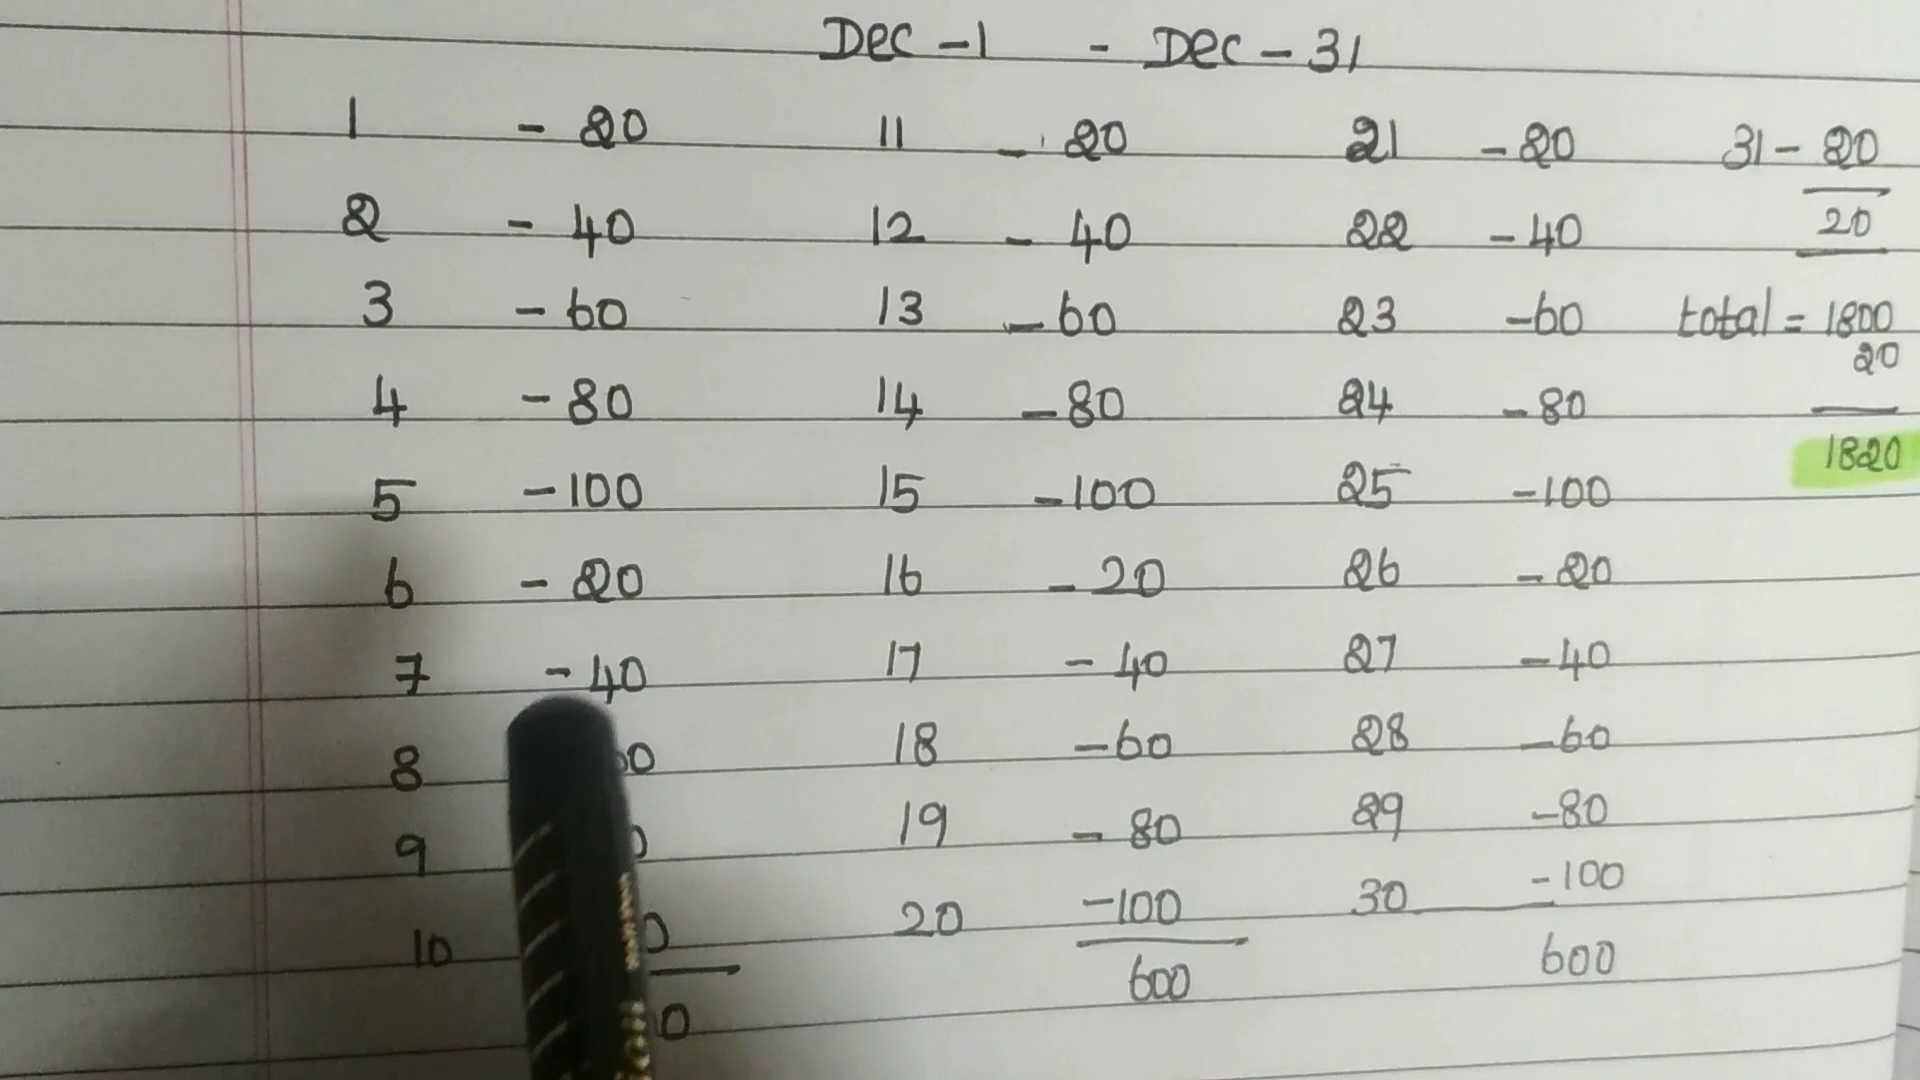 Dec - 1 - Dec - 31
1 - 20 11 - 20 21 - 20 31 - 20
2 - 40 12 - 40 22 - 40 20
3 - 60 13 - 60 23 - 60 total = 1800
20
4 - 80 14 - 80 24 - 80
1820
5 - 100 15 - 100 25 - 100
6 - 20 16 - 20 26 - 20
7 - 40 17 - 40 27 - 40
8 18 - 60 28 - 60
9 19 - 80 29 - 80
10 20 - 100 30 - 100
600 600